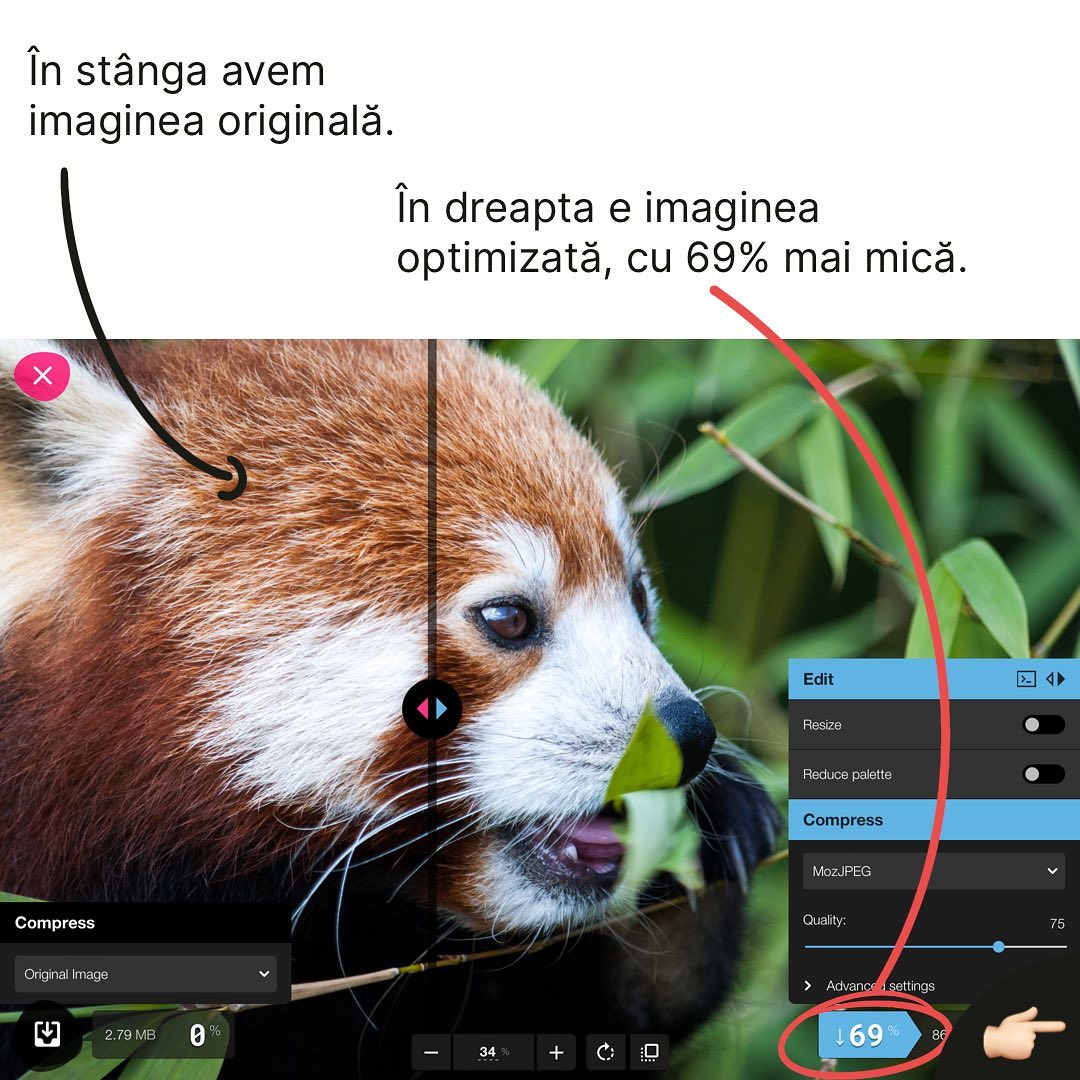 În stânga avem
imaginea originală.
În dreapta e imaginea
optimizată, cu 69% mai mică.
Edit
Resize
Reduce palette
Compress
MozJPEG
Quality:
75
Advanced settings
Compress
Original Image
2.79 MB
0 %
34 %
↓69 %
86